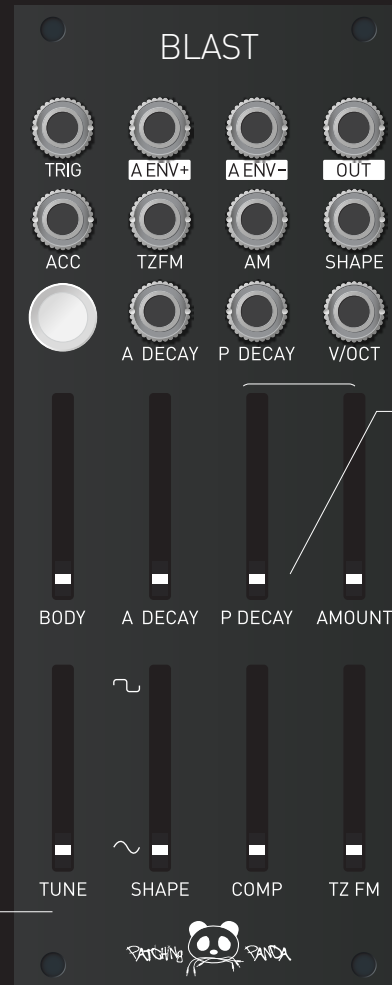 BLAST
TRIG A ENV+ A ENV- OUT
ACC TZFM AM SHAPE
A DECAY P DECAY V/OCT
BODY A DECAY P DECAY AMOUNT
TUNE SHAPE COMP TZ FM
PATCHING PANDA